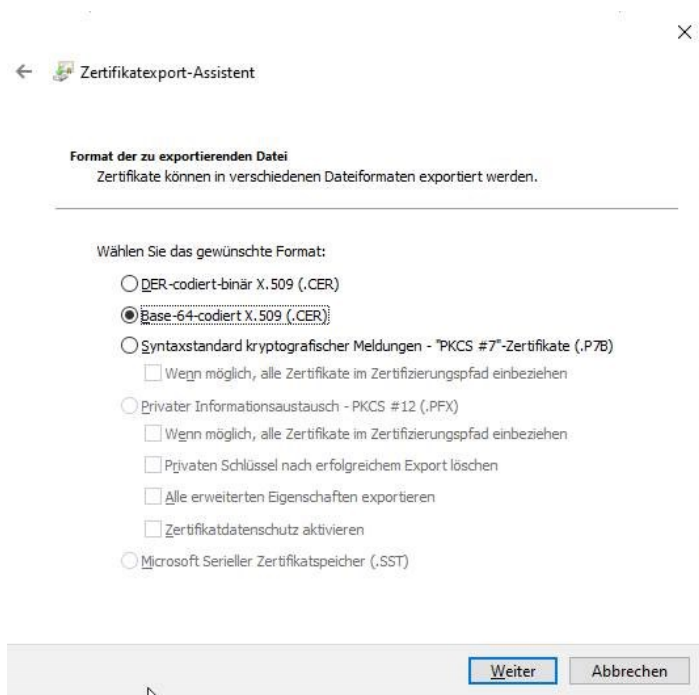 Zertifikatexport-Assistent
Format der zu exportierenden Datei
Zertifikate können in verschiedenen Dateiformaten exportiert werden.
Wählen Sie das gewünschte Format:
DER-codiert-binär X.509 (.CER)
Base-64-codiert X.509 (.CER)
Syntaxstandard kryptografischer Meldungen - "PKCS #7"-Zertifikate (.P7B)
Wenn möglich, alle Zertifikate im Zertifizierungspfad einbeziehen
Privater Informationsaustausch - PKCS #12 (.PFX)
Wenn möglich, alle Zertifikate im Zertifizierungspfad einbeziehen
Privaten Schlüssel nach erfolgreichem Export löschen
Alle erweiterten Eigenschaften exportieren
Zertifikatdatenschutz aktivieren
Microsoft Serieller Zertifikatspeicher (.SST)
Weiter Abbrechen